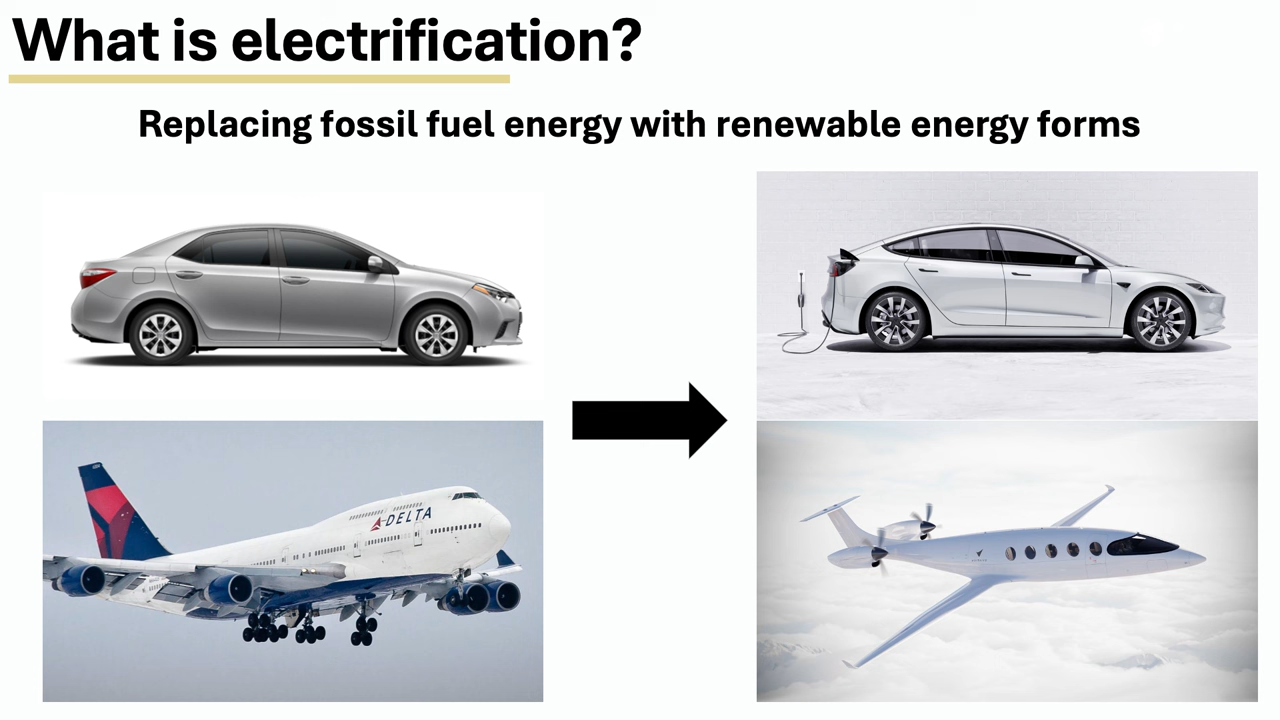 What is electrification?
Replacing fossil fuel energy with renewable energy forms
DELTA